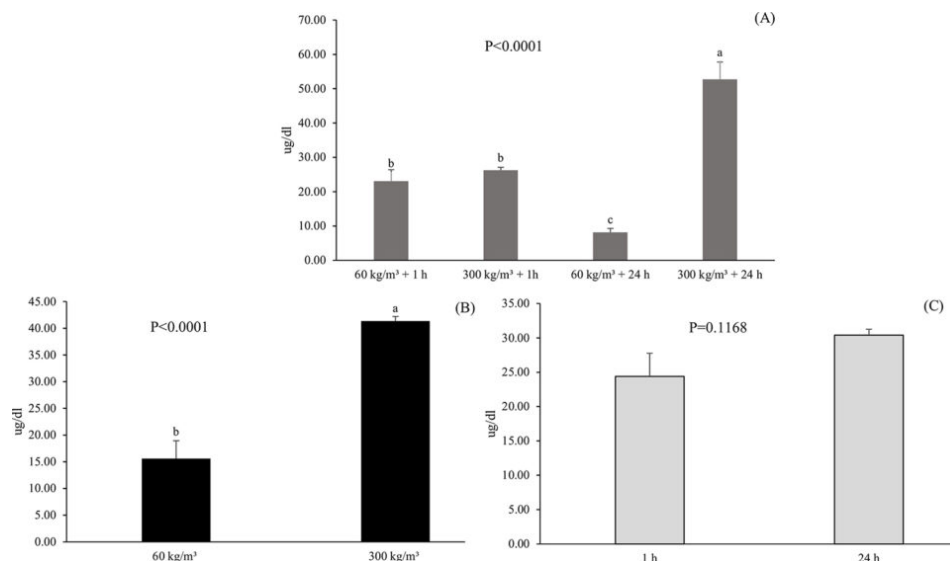 (A)
P<0.0001
ug/dl
70.00
60.00
50.00
40.00
30.00
20.00
10.00
0.00
b
b
c
a
60 kg/m³ + 1 h
300 kg/m³ + 1h
60 kg/m³ + 24 h
300 kg/m³ + 24 h
(B)
P<0.0001
ug/dl
45.00
40.00
35.00
30.00
25.00
20.00
15.00
10.00
5.00
0.00
b
a
60 kg/m³
300 kg/m³
(C)
P=0.1168
ug/dl
35.00
30.00
25.00
20.00
15.00
10.00
5.00
0.00
1 h
24 h